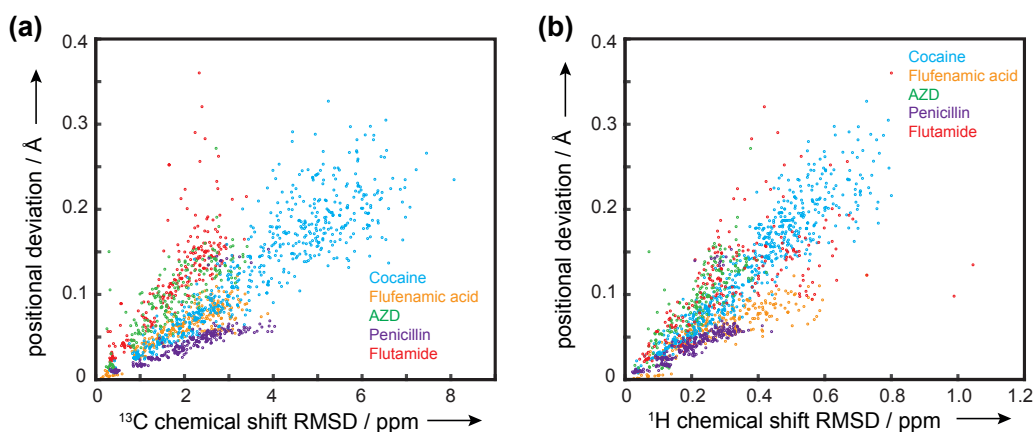 (a)
0.4
0.3
0.2
0.1
0
positional deviation / Å
0 1 2 4 6 8
Cocaine
Flufenamic acid
AZD
Penicillin
Flutamide
¹³C chemical shift RMSD / ppm
(b)
0.4
0.3
0.2
0.1
0
positional deviation / Å
Cocaine
Flufenamic acid
AZD
Penicillin
Flutamide
0 0.2 0.4 0.6 0.8 1.0 1.2
¹H chemical shift RMSD / ppm